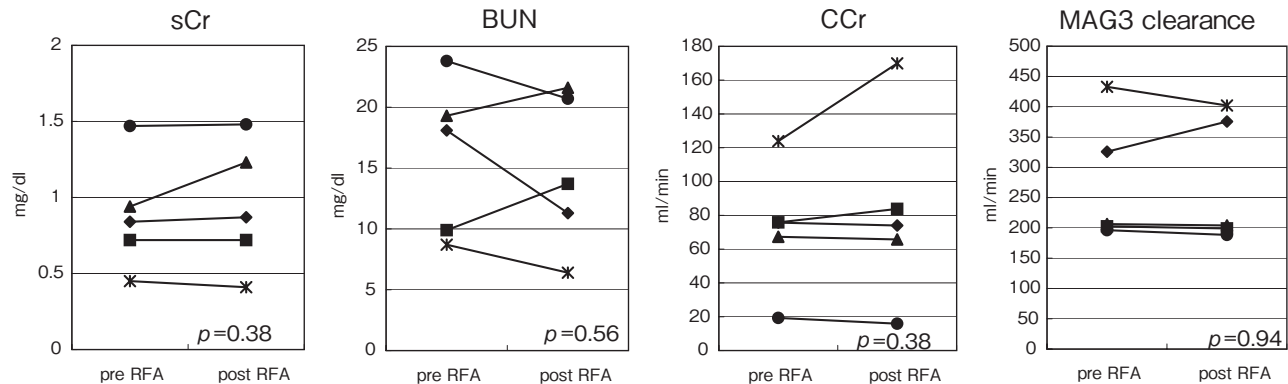 sCr
2
1.5
1
0.5
0
mg/dl
p=0.38
pre RFA post RFA
BUN
25
20
15
10
5
0
mg/dl
p=0.56
pre RFA post RFA
CCr
180
160
140
120
100
80
60
40
20
0
ml/min
p=0.38
pre RFA post RFA
MAG3 clearance
500
450
400
350
300
250
200
150
100
50
0
ml/min
p=0.94
pre RFA post RFA